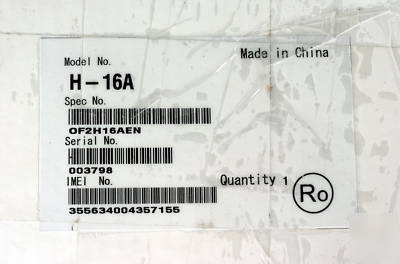 Model No.
Made in China
H-16A
Spec No.
OF2H16AEN
Serial No.
H
003798
IMEI No.
Quantity 1
Ro
355634004357155